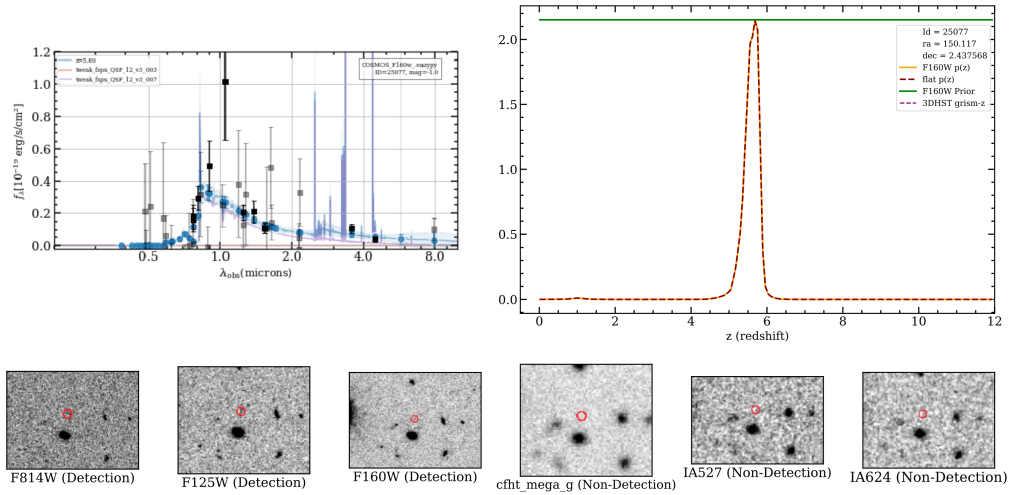 1.2
1.0
0.8
0.6
0.4
0.2
0.0
fλ[10⁻¹⁹ erg/s/cm²]
z=5.89
tweak_fsps_QSF_12_v3_003
tweak_fsps_QSF_12_v3_007
COSMOS_F160w_eazypy
ID=25077, mag=-1.0
0.5 1.0 2.0 4.0 8.0
λobs(microns)
2.0
1.5
1.0
0.5
0.0
Id = 25077
ra = 150.117
dec = 2.437568
F160W p(z)
flat p(z)
F160W Prior
3DHST grism-z
0 2 4 6 8 10 12
z (redshift)
F814W (Detection)
F125W (Detection)
F160W (Detection)
cfht_mega_g (Non-Detection)
IA527 (Non-Detection)
IA624 (Non-Detection)